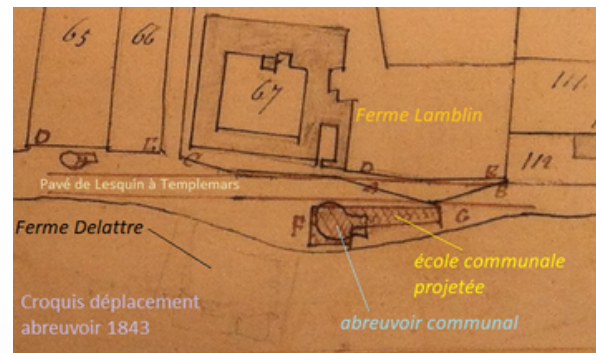 65
66
67
111
Ferme Lamblin
D
E
C
D
E
112
A
B
Pavé de Lesquin à Templemars
F
G
Ferme Delattre
école communale
projetée
Croquis déplacement
abreuvoir 1843
abreuvoir communal